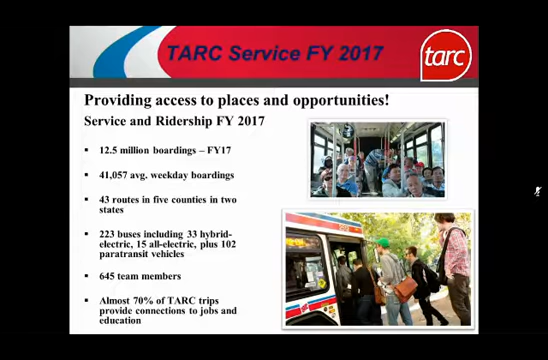 TARC Service FY 2017
tarc
Providing access to places and opportunities!
Service and Ridership FY 2017
12.5 million boardings – FY17
41,057 avg. weekday boardings
43 routes in five counties in two
states
223 buses including 33 hybrid-
electric, 15 all-electric, plus 102
paratransit vehicles
645 team members
Almost 70% of TARC trips
provide connections to jobs and
education